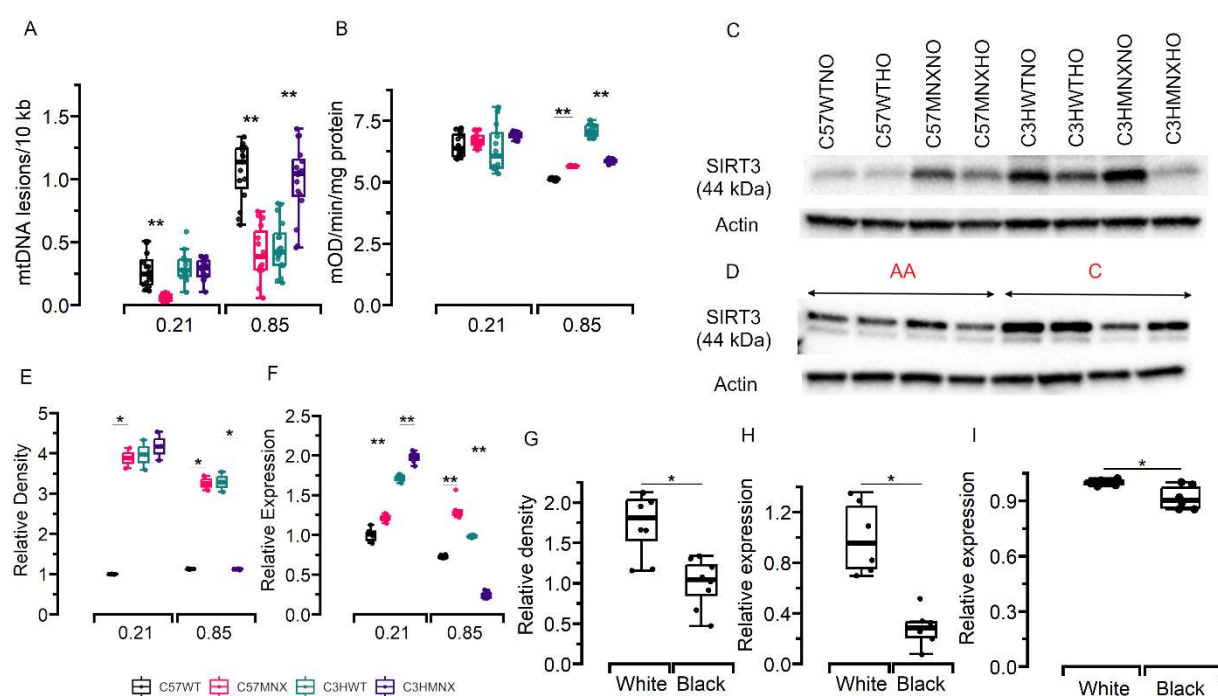 A
B
C
C57WTNO
C57WTHO
C57MNXNO
C57MNXHO
C3HWTNO
C3HWTHO
C3HMNXNO
C3HMNXHO
mtDNA lesions/10 kb
1.5
1.0
0.5
0.0
**
**
**
0.21
0.85
mOD/min/mg protein
7.5
5.0
2.5
0.0
**
**
0.21
0.85
SIRT3
(44 kDa)
Actin
D
AA
C
SIRT3
(44 kDa)
Actin
E
Relative Density
5
4
3
2
1
0
*
*
*
0.21
0.85
F
Relative Expression
2.5
2.0
1.5
1.0
0.5
0.0
**
**
**
**
0.21
0.85
G
Relative density
2.0
1.5
1.0
0.5
0.0
*
White Black
H
Relative expression
1.2
0.8
0.4
0.0
*
White Black
I
Relative expression
0.9
0.6
0.3
0.0
*
White Black
C57WT C57MNX C3HWT C3HMNX